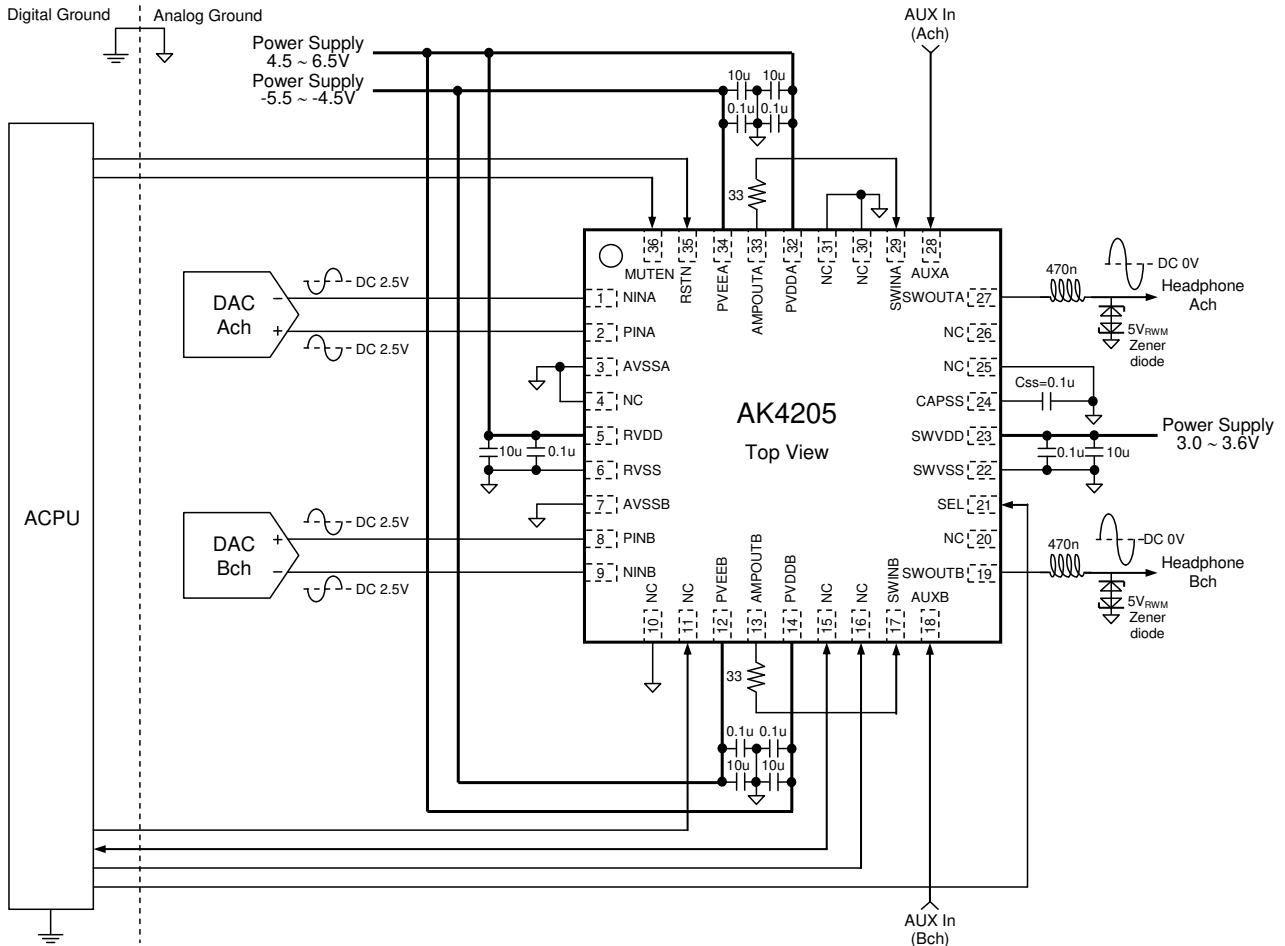 Digital Ground
Analog Ground
Power Supply
4.5 ~ 6.5V
Power Supply
-5.5 ~ -4.5V
AUX In
(Ach)
10u
10u
0.1u
0.1u
33
36
35
34
33
32
31
30
29
28
MUTEN
RSTN
PVEEA
AMPOUTA
PVDDA
NC
NC
SWINA
AUXA
DAC
Ach
−
+
DC 2.5V
DC 2.5V
1
NINA
2
PINA
3
AVSSA
4
NC
5
RVDD
6
RVSS
7
AVSSB
8
PINB
9
NINB
10u
0.1u
AK4205
Top View
SWOUTA
27
NC
26
NC
25
CAPSS
24
SWVDD
23
SWVSS
22
SEL
21
NC
20
SWOUTB
19
470n
DC 0V
Headphone
Ach
5VRWM
Zener
diode
Css=0.1u
Power Supply
3.0 ~ 3.6V
0.1u
10u
ACPU
DAC
Bch
+
−
DC 2.5V
DC 2.5V
470n
DC 0V
Headphone
Bch
5VRWM
Zener
diode
NC
NC
PVEEB
AMPOUTB
PVDDB
NC
NC
SWINB
AUXB
10
11
12
13
14
15
16
17
18
33
0.1u
0.1u
10u
10u
AUX In
(Bch)